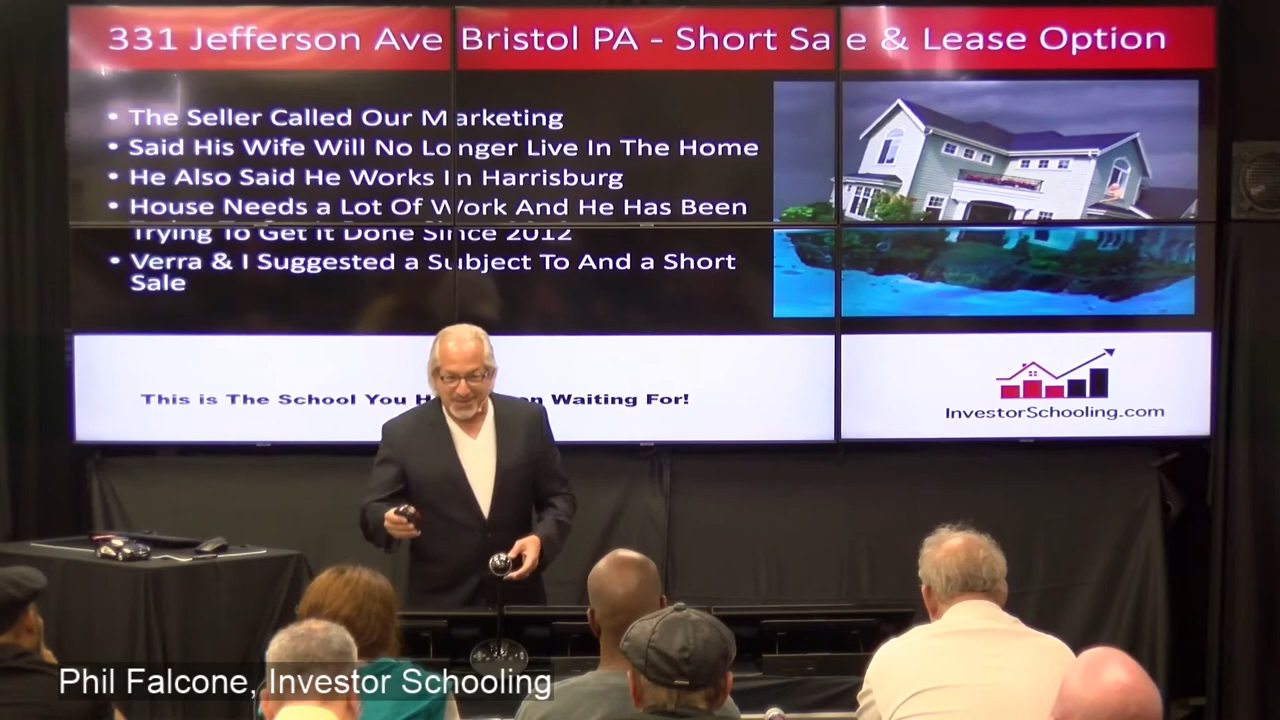 331 Jefferson Ave Bristol PA - Short Sale & Lease Option
• The Seller Called Our Marketing
• Said His Wife Will No Longer Live In The Home
• He Also Said He Works In Harrisburg
• House Needs a Lot Of Work And He Has Been
Trying To Get It Done Since 2012
• Verra & I Suggested a Subject To And a Short
Sale
This is The School You H en Waiting For!
InvestorSchooling.com
Phil Falcone, Investor Schooling